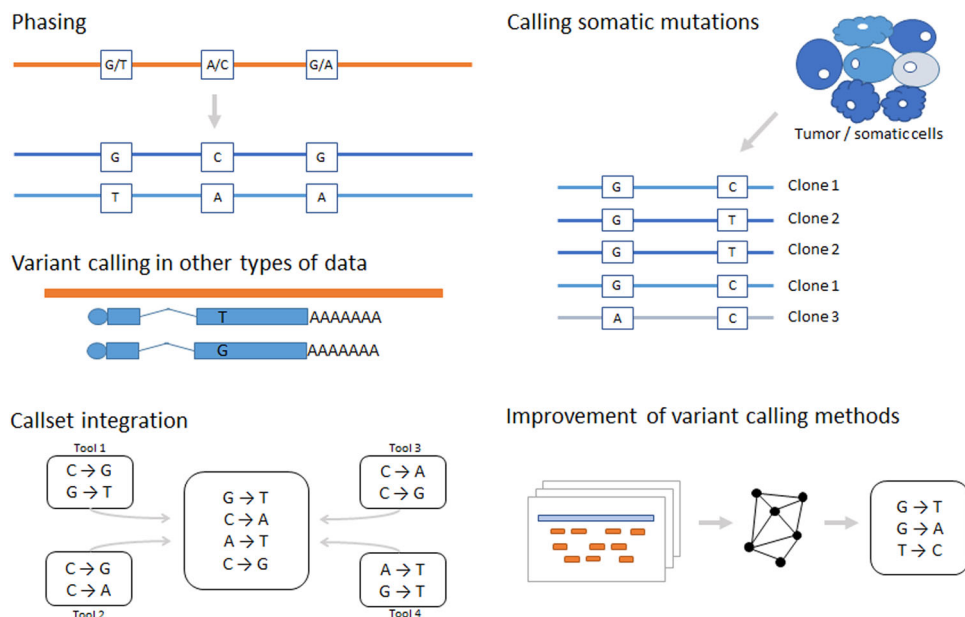 Phasing
G/T A/C G/A
G C G
T A A
Variant calling in other types of data
T AAAAAAA
G AAAAAAA
Callset integration
Tool 1
C → G
G → T
Tool 2
C → G
C → A
G → T
C → A
A → T
C → G
Tool 3
C → A
C → G
A → T
G → T
Tool 4
Calling somatic mutations
Tumor / somatic cells
G C Clone 1
G T Clone 2
G T Clone 2
G C Clone 1
A C Clone 3
Improvement of variant calling methods
G → T
G → A
T → C